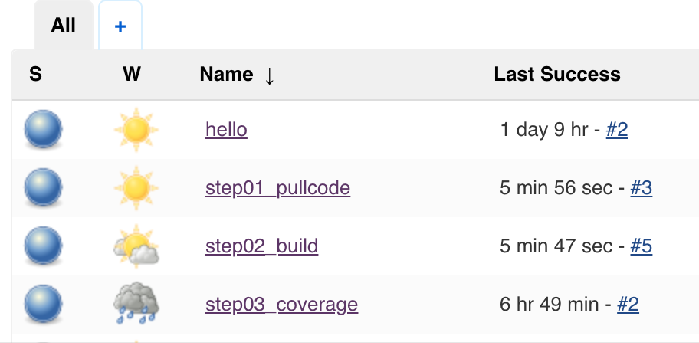 All +
S W Name ↓ Last Success
hello 1 day 9 hr - #2
step01_pullcode 5 min 56 sec - #3
step02_build 5 min 47 sec - #5
step03_coverage 6 hr 49 min - #2